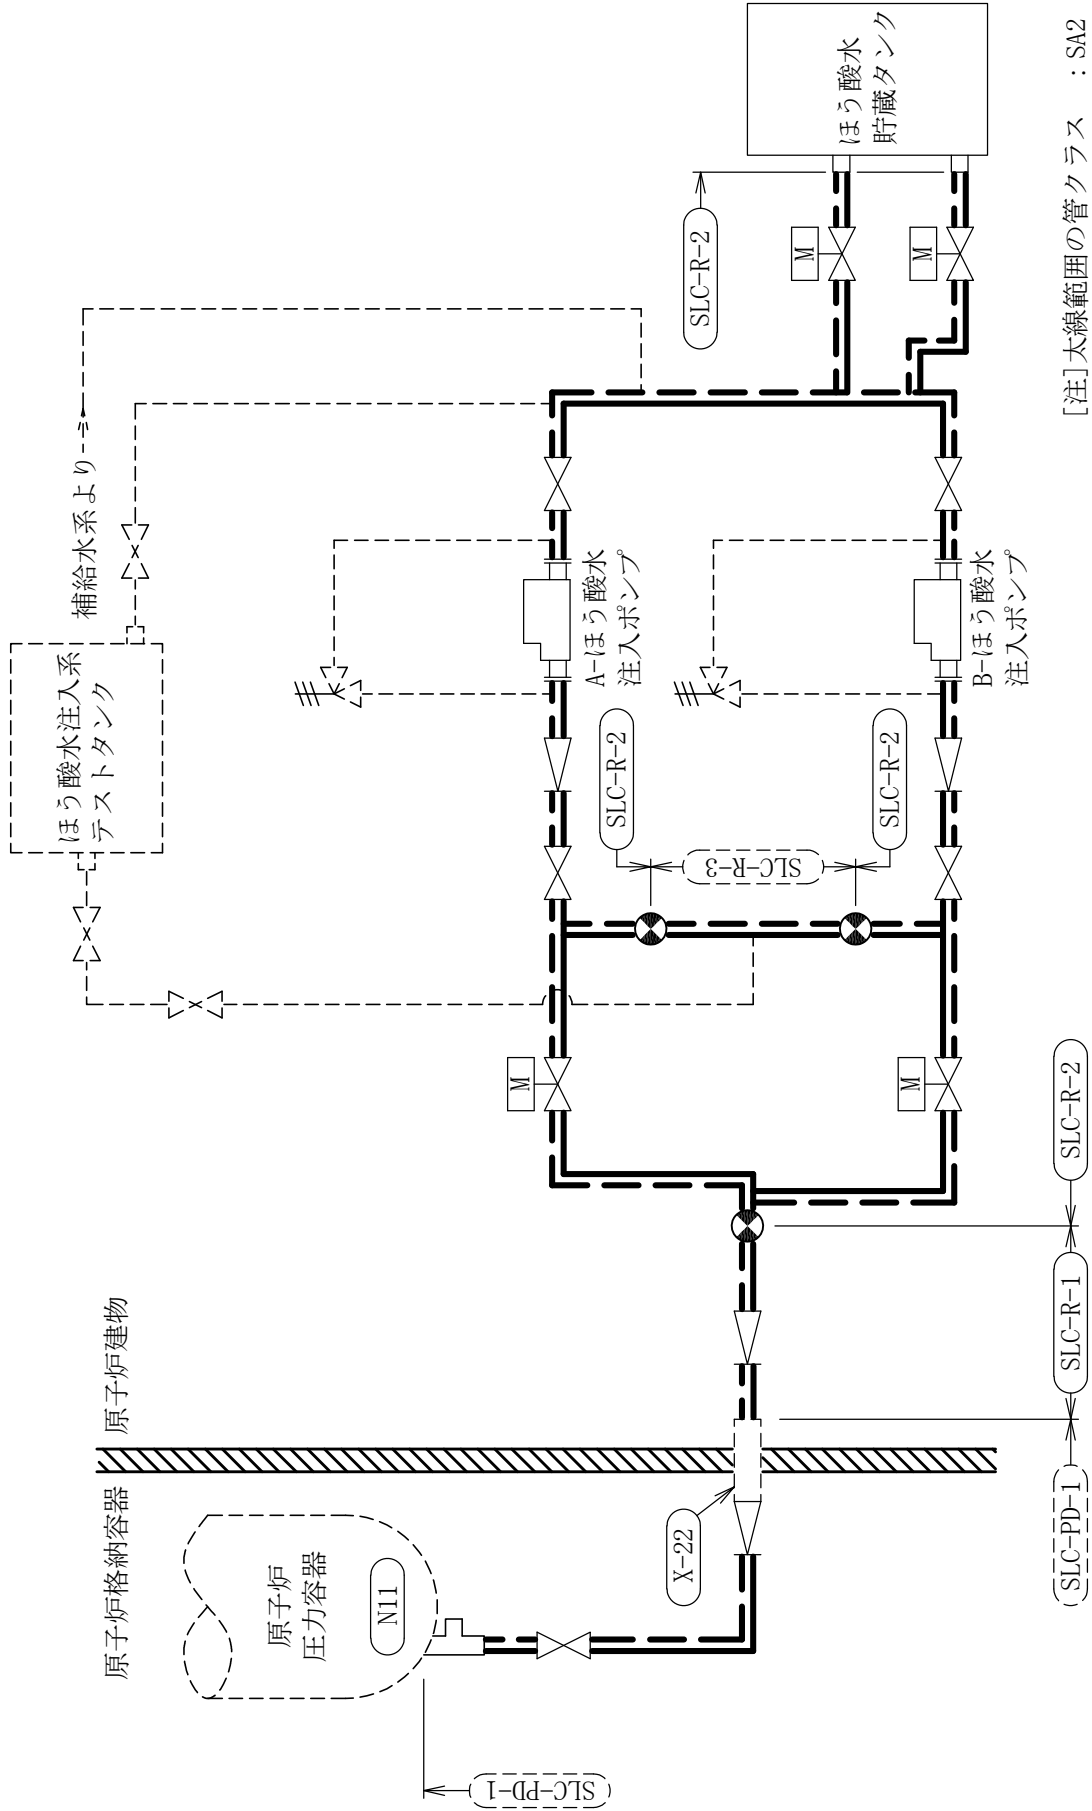 ほう酸水注入系
テストタンク
補給水系より
ほう酸水
貯蔵タンク
SLC-R-2
M
M
A-ほう酸水
注入ポンプ
B-ほう酸水
注入ポンプ
SLC-R-2
SLC-R-3
SLC-R-2
M
M
原子炉建物
原子炉格納容器
原子炉
圧力容器
N11
X-22
SLC-PD-1
SLC-PD-1
SLC-R-1
SLC-R-2
[注]太線範囲の管クラス ：SA2